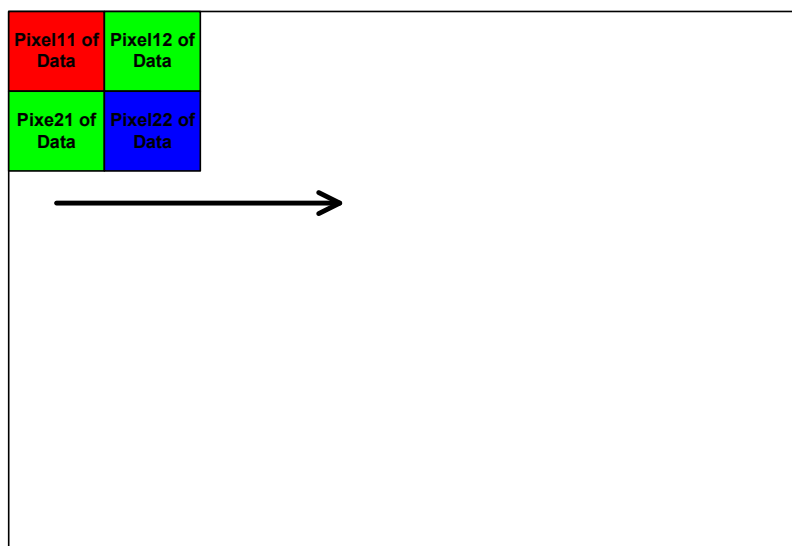 Pixel11 of
Data
Pixel12 of
Data
Pixe21 of
Data
Pixel22 of
Data